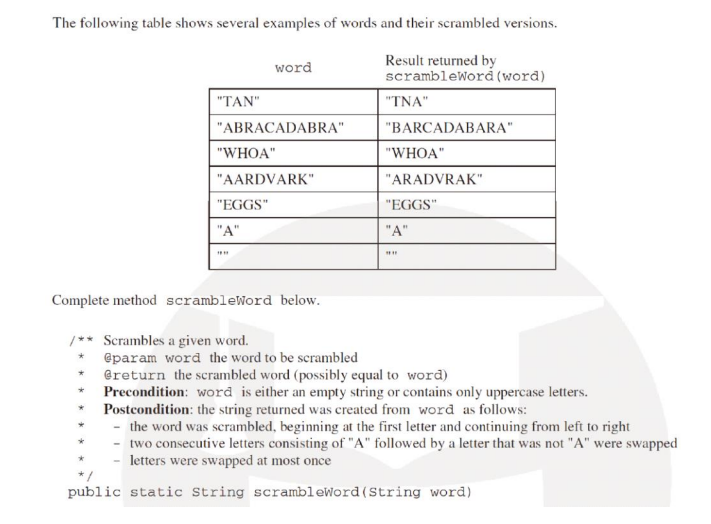 The following table shows several examples of words and their scrambled versions.
word
Result returned by
scrambleWord(word)
"TAN" "TNA"
"ABRACADABRA" "BARCADABARA"
"WHOA" "WHOA"
"AARDVARK" "ARADVRAK"
"EGGS" "EGGS"
"A" "A"
"" ""
Complete method scrambleWord below.
/** Scrambles a given word.
* @param word the word to be scrambled
* @return the scrambled word (possibly equal to word)
* Precondition: word is either an empty string or contains only uppercase letters.
* Postcondition: the string returned was created from word as follows:
* – the word was scrambled, beginning at the first letter and continuing from left to right
* – two consecutive letters consisting of "A" followed by a letter that was not "A" were swapped
* – letters were swapped at most once
*/
public static String scrambleWord(String word)